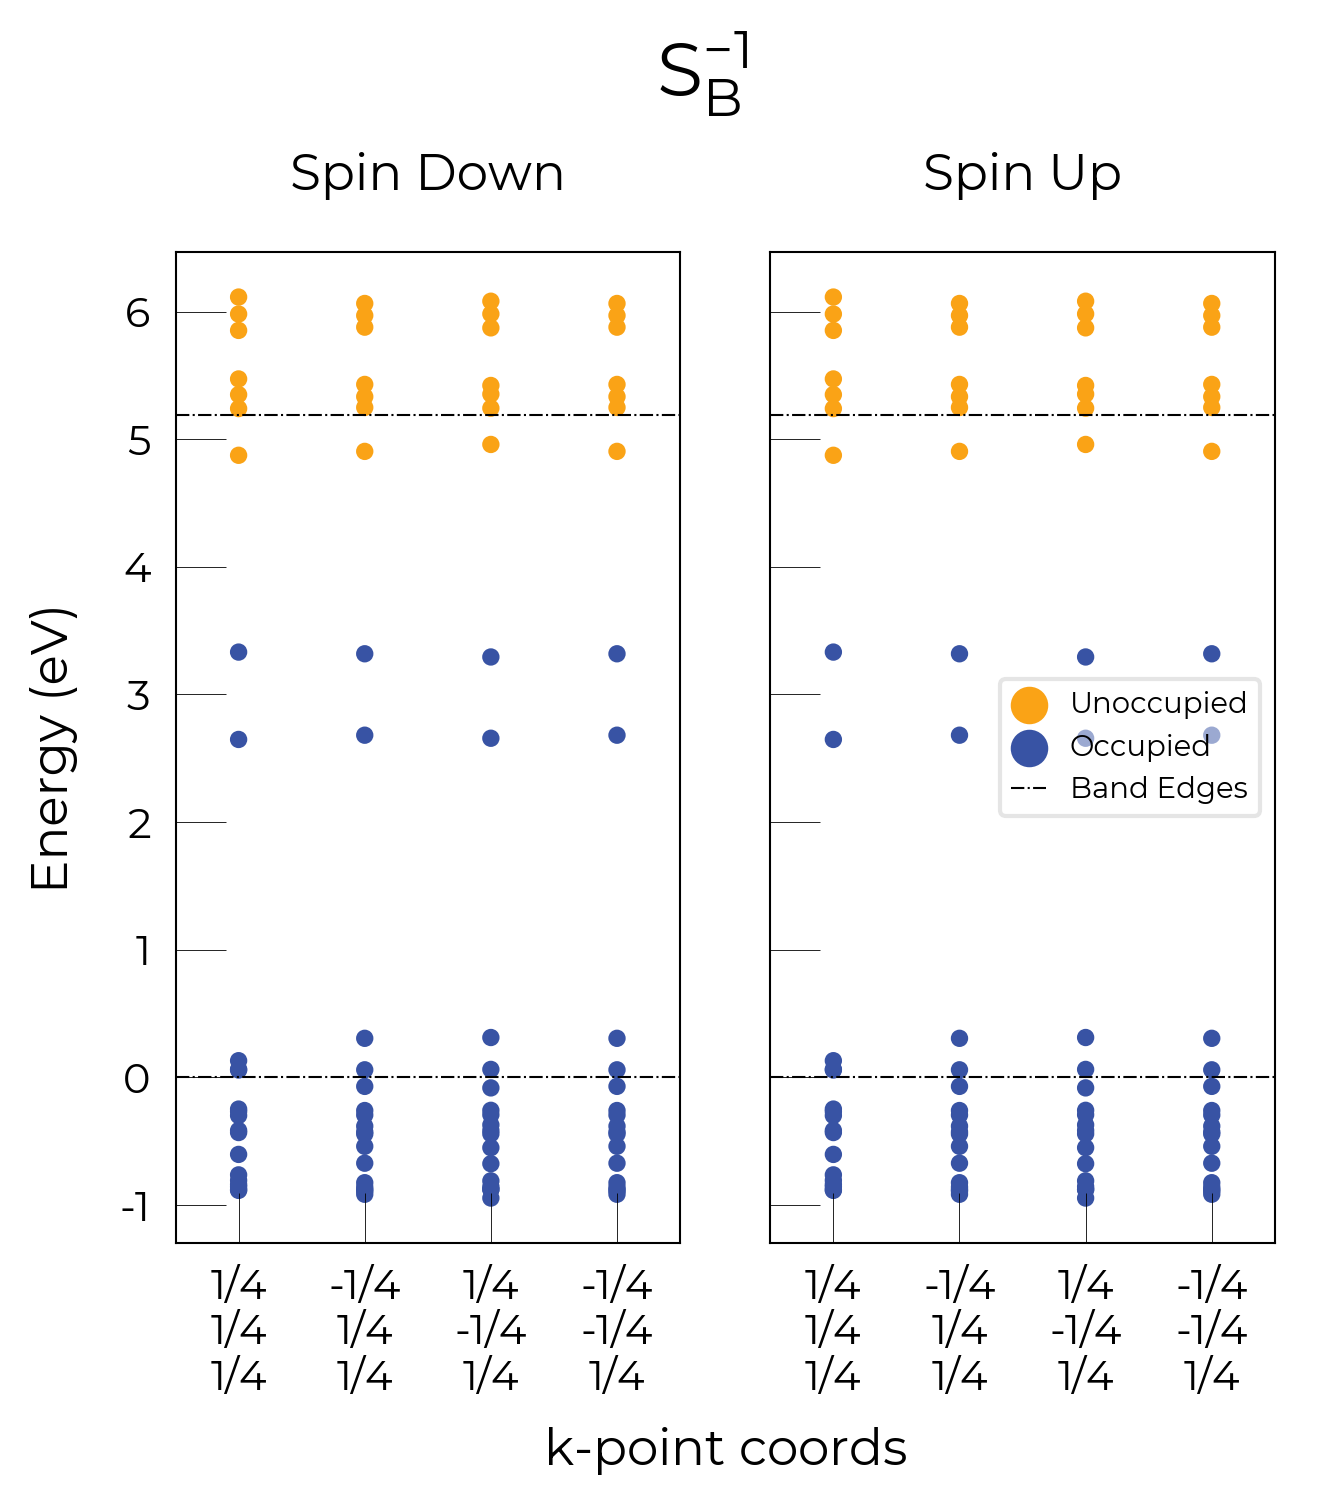 S_B^{-1}
Spin Down
Spin Up
Energy (eV)
6
5
4
3
2
1
0
-1
Unoccupied
Occupied
Band Edges
1/4 -1/4 1/4 -1/4 1/4 -1/4 1/4 -1/4
1/4 1/4 -1/4 -1/4 1/4 1/4 -1/4 -1/4
1/4 1/4 1/4 1/4 1/4 1/4 1/4 1/4
k-point coords